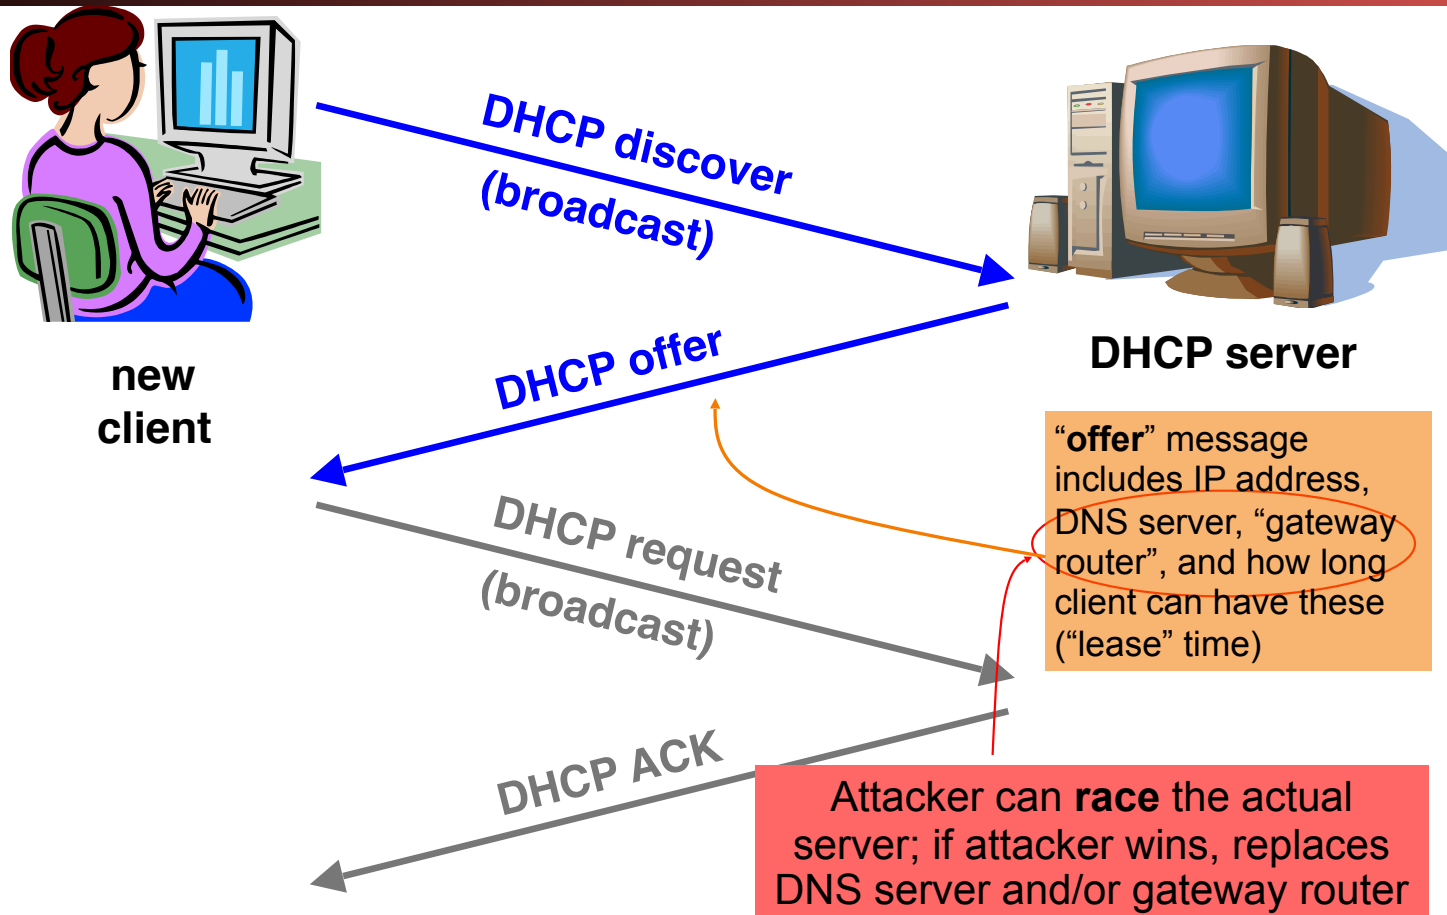 DHCP discover
(broadcast)
DHCP offer
new
client
DHCP server
“offer” message
includes IP address,
DNS server, “gateway
router”, and how long
client can have these
(“lease” time)
DHCP request
(broadcast)
DHCP ACK
Attacker can race the actual
server; if attacker wins, replaces
DNS server and/or gateway router